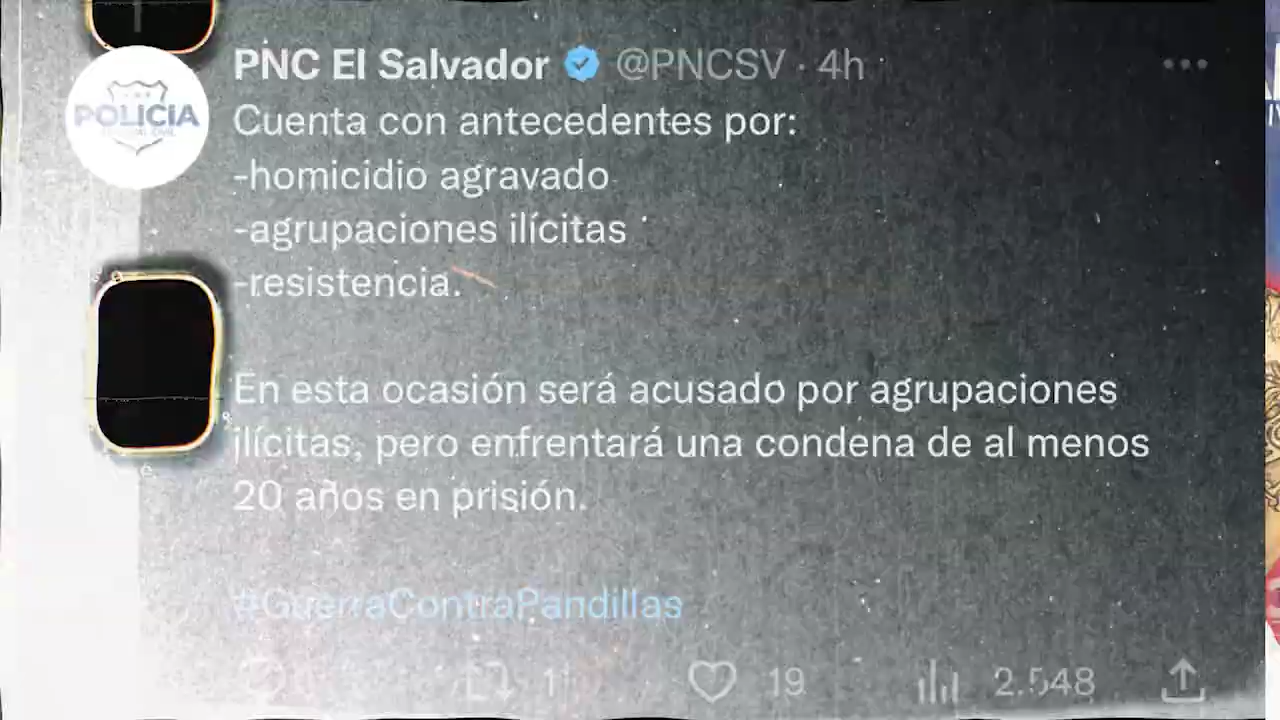 PNC El Salvador @PNCSV · 4h
POLICÍA
Cuenta con antecedentes por:
-homicidio agravado
-agrupaciones ilícitas
-resistencia.
En esta ocasión será acusado por agrupaciones
ilícitas, pero enfrentará una condena de al menos
20 años en prisión.
#GuerraContraPandillas
19 2.548